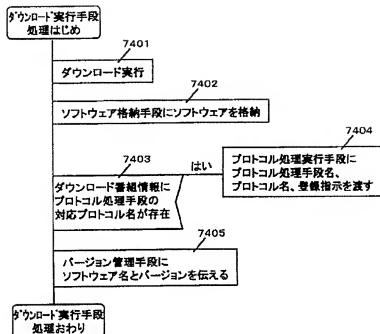 ダウンロード実行手段
処理はじめ
7401
ダウンロード実行
7402
ソフトウェア格納手段にソフトウェアを格納
7403
ダウンロード番組情報に
プロトコル処理手段の
対応プロトコル名が存在
はい
7404
プロトコル処理実行手段に
プロトコル処理手段名、
プロトコル名、登録指示を渡す
7405
バージョン管理手段に
ソフトウェア名とバージョンを伝える
ダウンロード実行手段
処理おわり